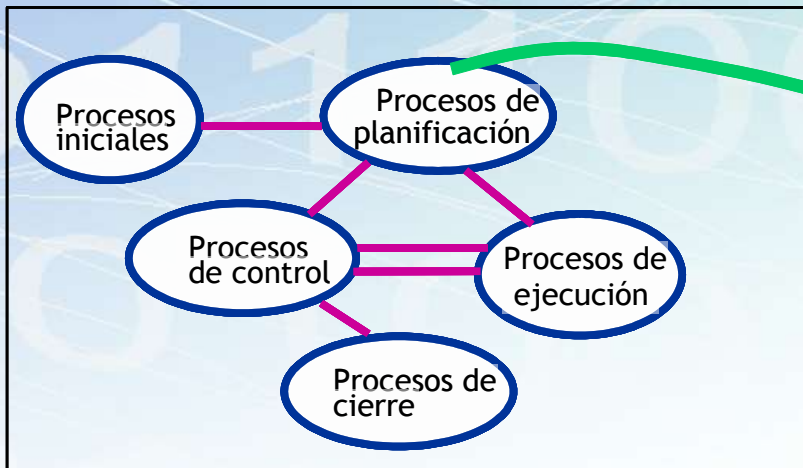 Procesos
iniciales
Procesos de
planificación
Procesos
de control
Procesos de
ejecución
Procesos de
cierre